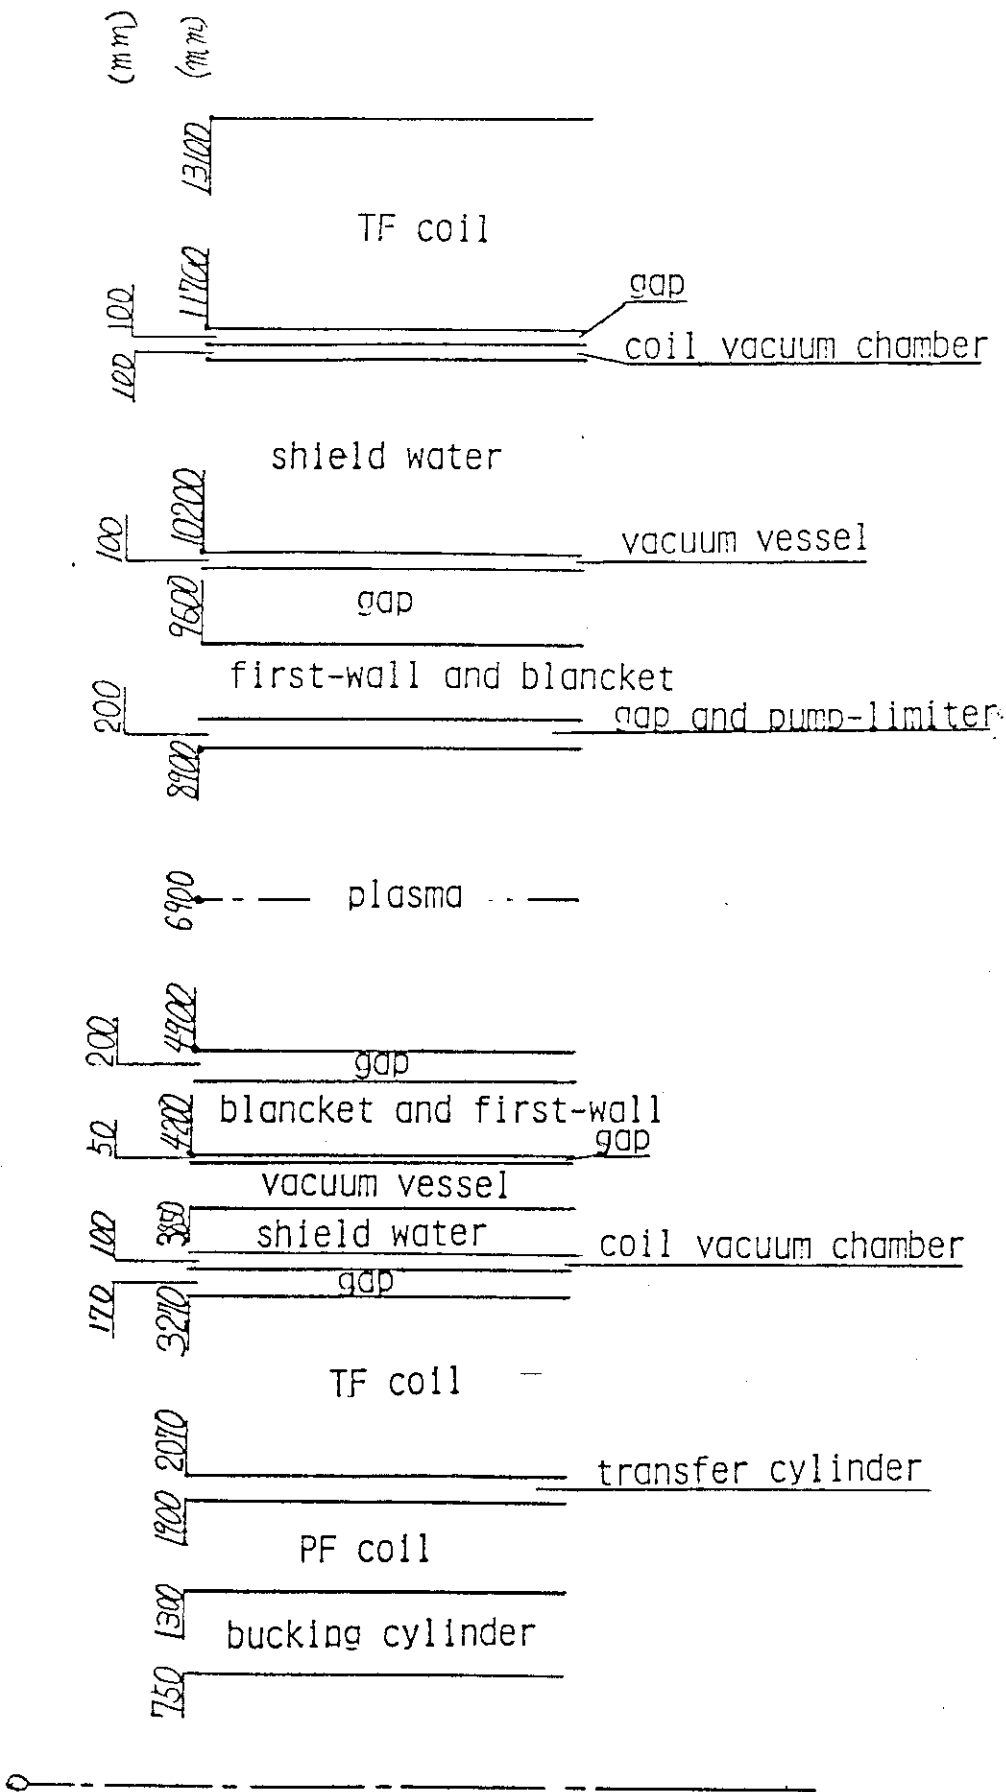 (mm)
(mm)
13100
TF coil
11700
gap
100
coil vacuum chamber
100
shield water
10200
vacuum vessel
100
gap
9600
first-wall and blancket
gap and pump-limiter
200
8900
6900
plasma
4900
200
gap
blancket and first-wall
4200
gap
50
vacuum vessel
3850
shield water
coil vacuum chamber
100
gap
170
3270
TF coil
2070
transfer cylinder
1900
PF coil
1300
bucking cylinder
750